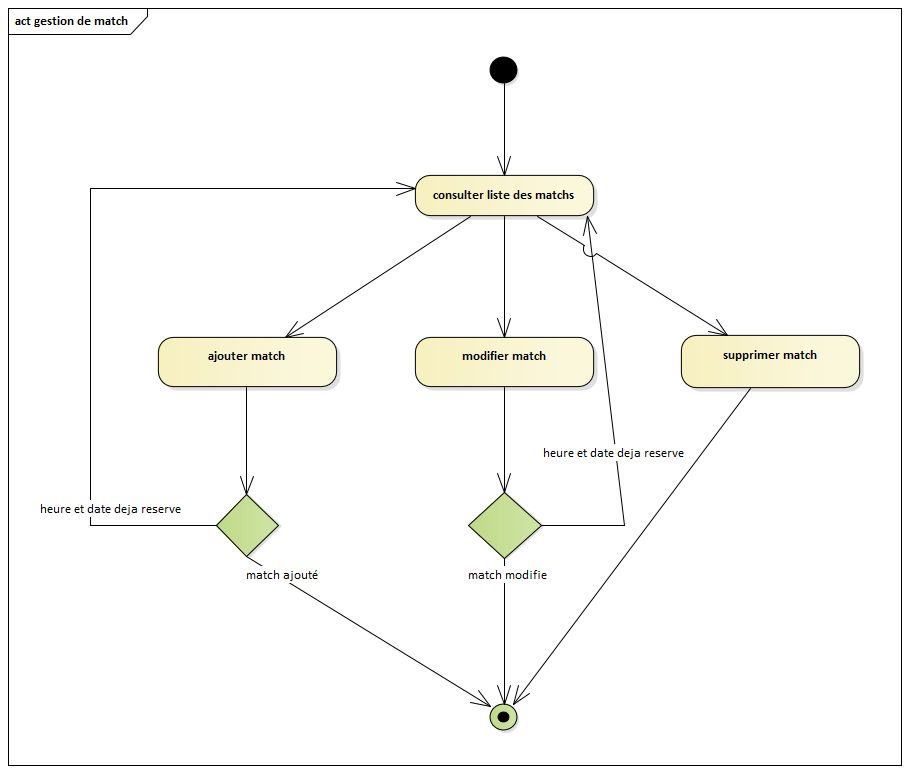 act gestion de match
consulter liste des matchs
ajouter match
modifier match
supprimer match
heure et date deja reserve
heure et date deja reserve
match ajouté
match modifie